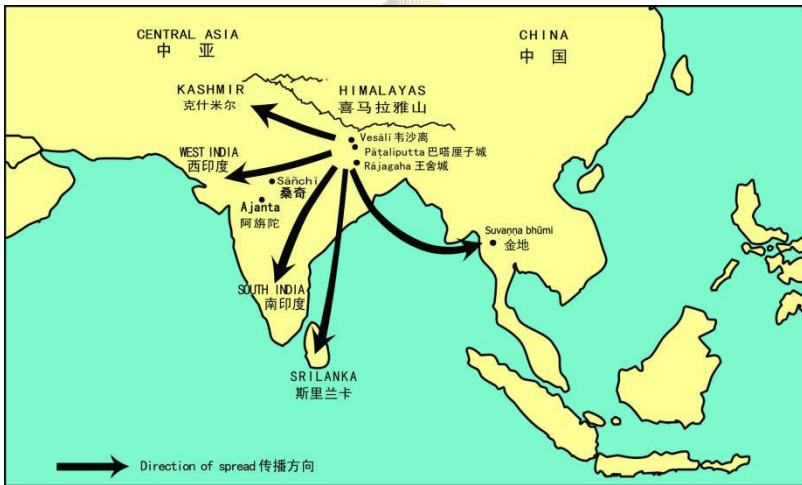 CENTRAL ASIA
中 亚
CHINA
中 国
KASHMIR
克什米尔
HIMALAYAS
喜马拉雅山
Vesālī 韦沙离
Pāṭaliputta 巴嗒厘子城
Rājagaha 王舍城
WEST INDIA
西印度
Sāñchī
桑奇
Ajanta
阿旃陀
Suvaṇṇa bhūmi
金地
SOUTH INDIA
南印度
SRILANKA
斯里兰卡
Direction of spread 传播方向